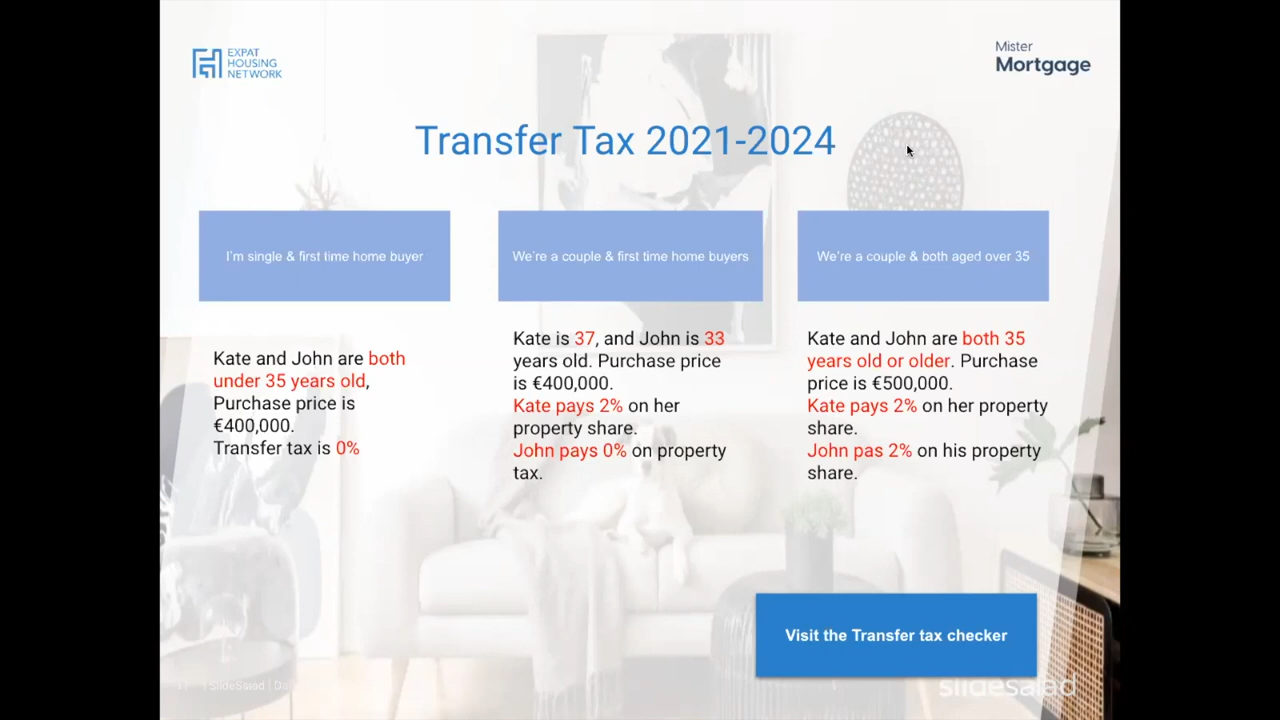 EXPAT
HOUSING
NETWORK
Mister
Mortgage
Transfer Tax 2021-2024
I'm single & first time home buyer
We're a couple & first time home buyers
We're a couple & both aged over 35
Kate and John are both
under 35 years old,
Purchase price is
€400,000.
Transfer tax is 0%
Kate is 37, and John is 33
years old. Purchase price
is €400,000.
Kate pays 2% on her
property share.
John pays 0% on property
tax.
Kate and John are both 35
years old or older. Purchase
price is €500,000.
Kate pays 2% on her property
share.
John pas 2% on his property
share.
Visit the Transfer tax checker
11 | SlideSalad |
slidesalad